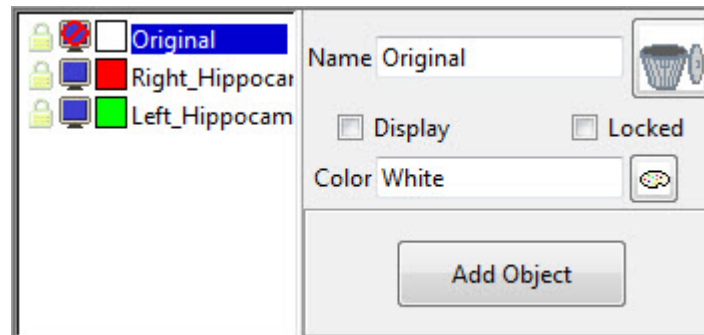 Original
Right_Hippocar
Left_Hippocam
Name Original
Display Locked
Color White
Add Object